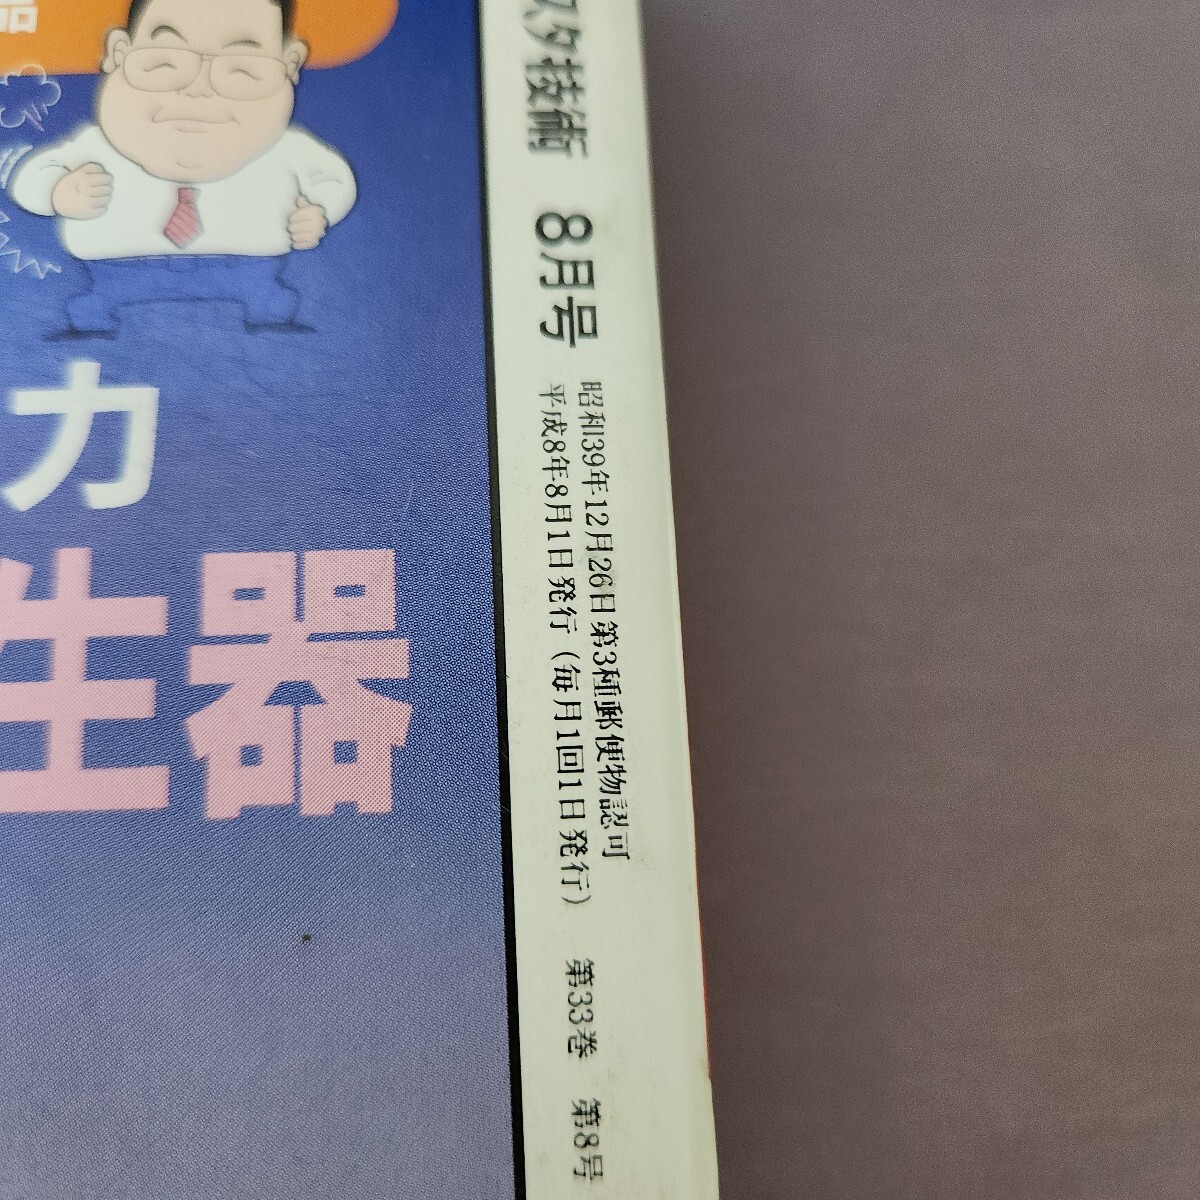 品
力
生器
スタ技術 8月号
昭和39年12月26日第3種郵便物認可
平成8年8月1日発行（毎月1回1日発行）
第33巻 第8号